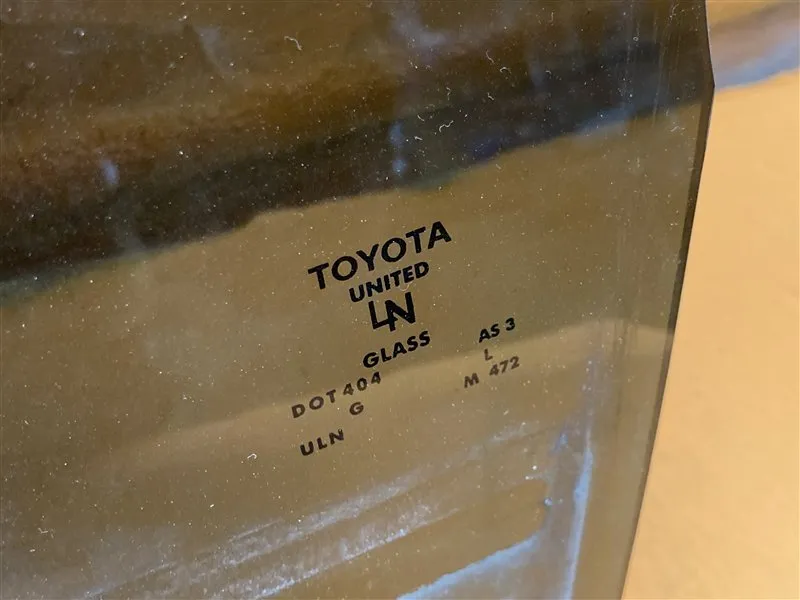 TOYOTA
UNITED
LN
GLASS
AS 3
DOT 404
L
G
M 472
ULN